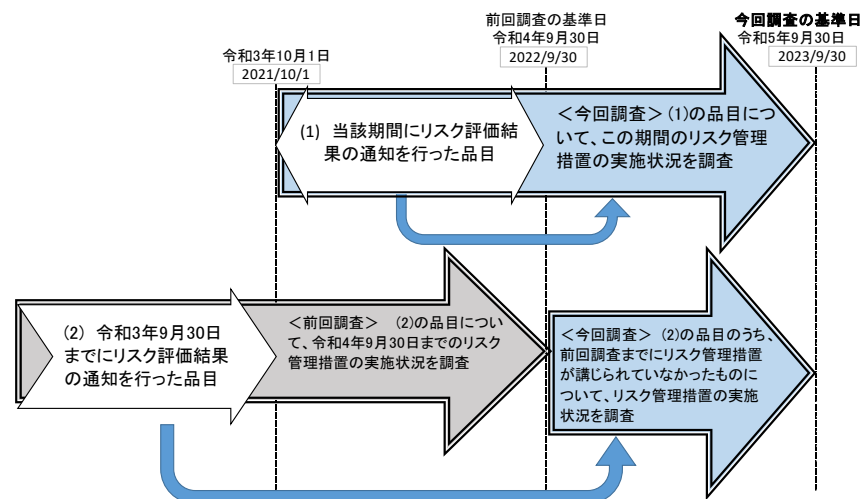 前回調査の基準日
令和4年9月30日
2022/9/30
今回調査の基準日
令和5年9月30日
2023/9/30
令和3年10月1日
2021/10/1
(1) 当該期間にリスク評価結
果の通知を行った品目
＜今回調査＞ (1)の品目につ
いて、この期間のリスク管理
措置の実施状況を調査
(2) 令和3年9月30日
までにリスク評価結果
の通知を行った品目
＜前回調査＞ (2)の品目につい
て、令和4年9月30日までのリスク
管理措置の実施状況を調査
＜今回調査＞ (2)の品目のうち、
前回調査までにリスク管理措置
が講じられていなかったものに
ついて、リスク管理措置の実施
状況を調査